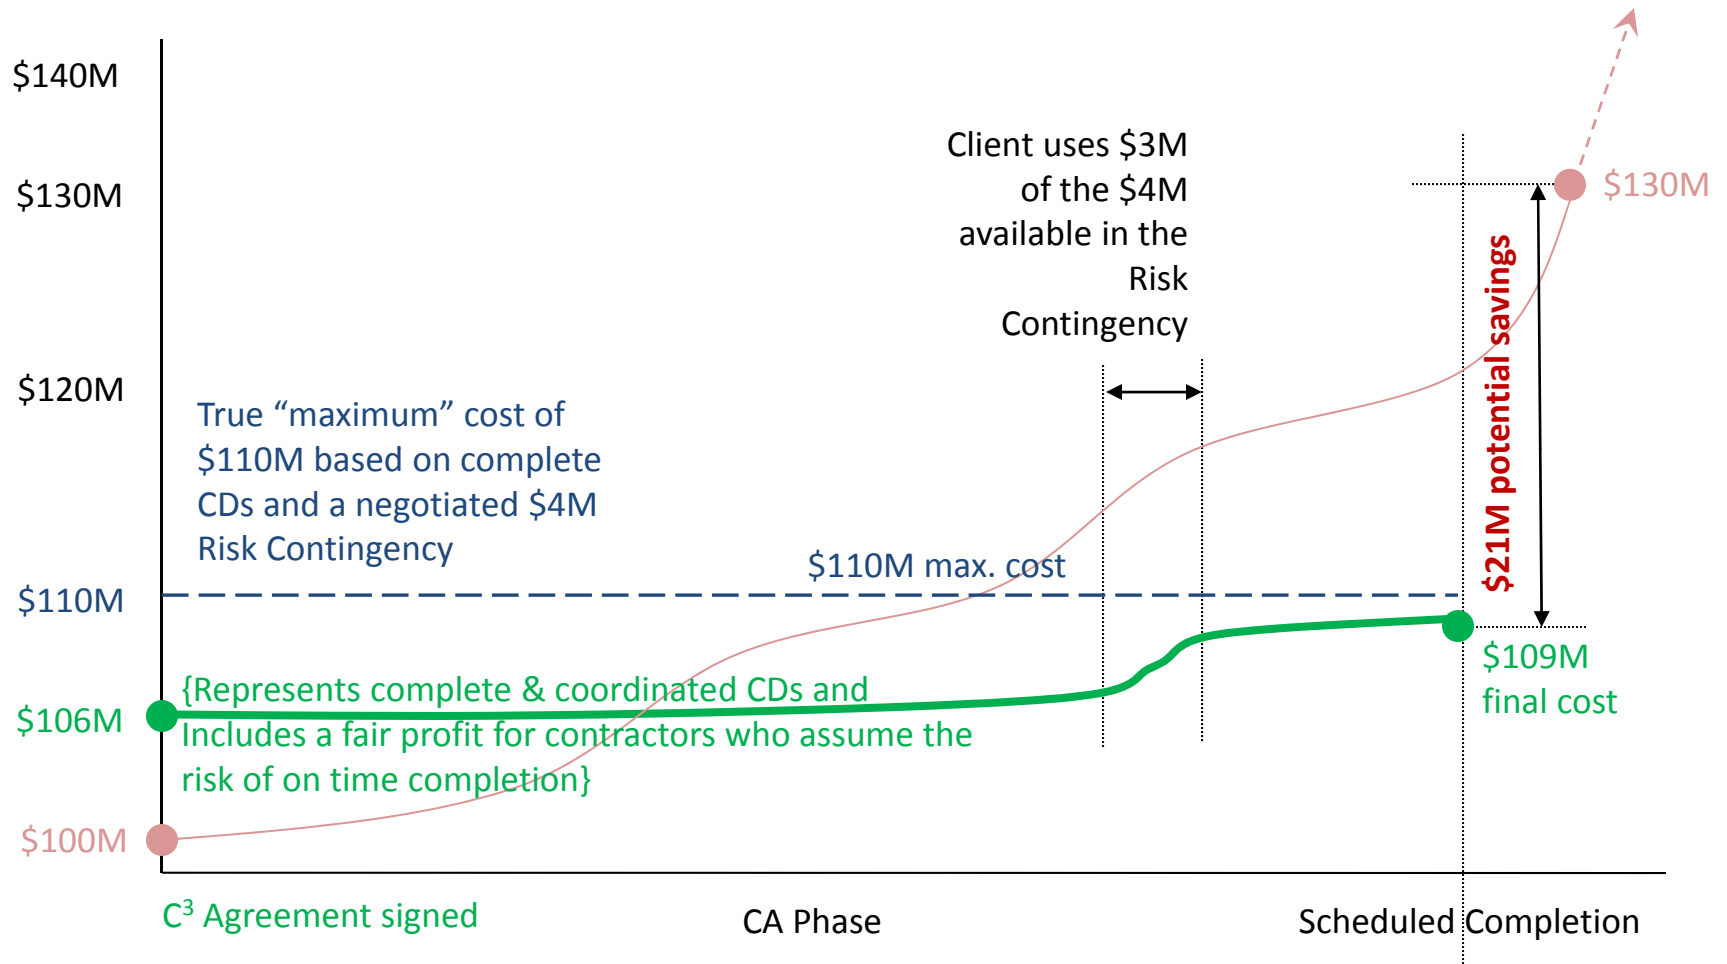 $140M
$130M
$120M
$110M
$106M
$100M
True “maximum” cost of
$110M based on complete
CDs and a negotiated $4M
Risk Contingency
$110M max. cost
Client uses $3M
of the $4M
available in the
Risk
Contingency
$130M
$21M potential savings
$109M
final cost
{Represents complete & coordinated CDs and
Includes a fair profit for contractors who assume the
risk of on time completion}
C³ Agreement signed
CA Phase
Scheduled Completion